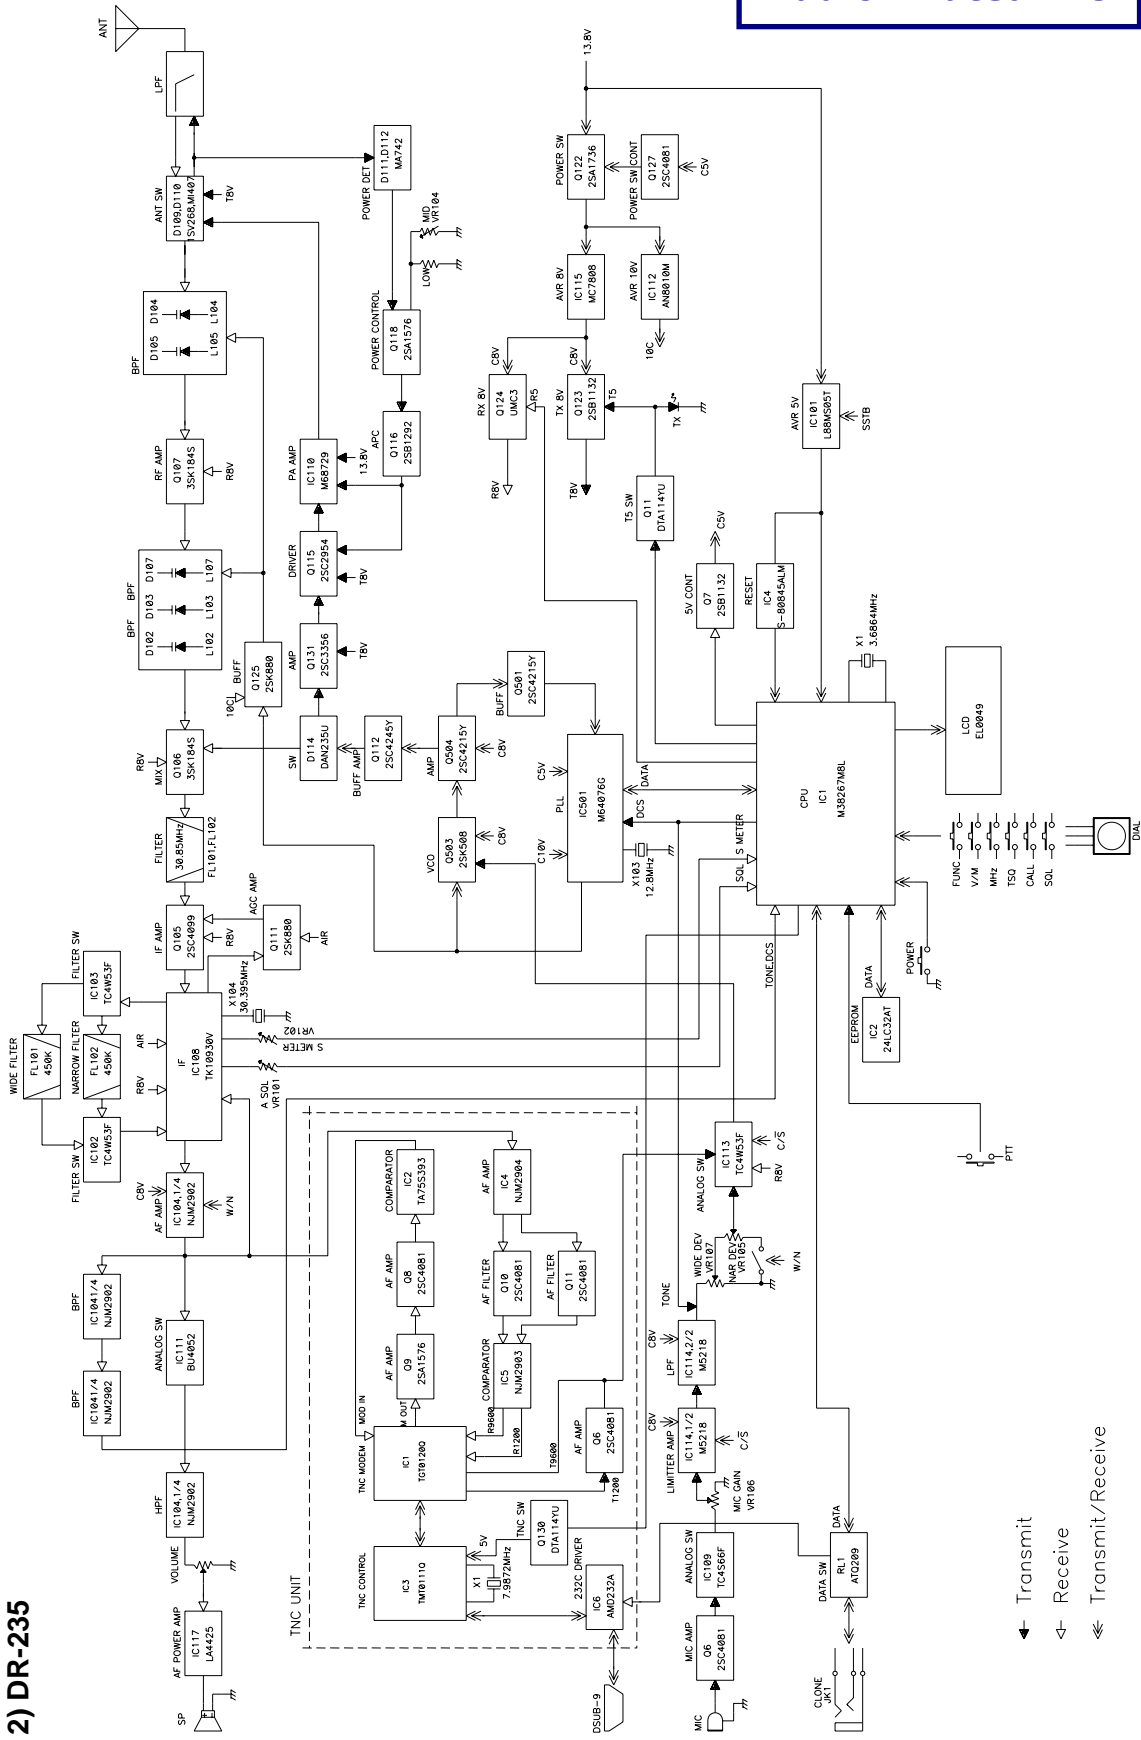 2) DR-235
ANT
LPF
ANT SW
D109,D110
1SV268,MI407
T8V
BPF
D105
D104
L105
L104
RF AMP
Q107
3SK184S
R8V
BPF
BPF
D102
D103
D107
L102
L103
L107
MIX
Q106
3SK184S
R8V
BUFF
Q125
2SK880
10C
FILTER
30.85MHz
FL101,FL102
IF AMP
Q105
2SC4099
R8V
AGC AMP
Q111
2SK880
AIR
FILTER SW
IC103
TC4W53F
WIDE FILTER
FL101
450K
NARROW FILTER
FL102
450K
FILTER SW
IC102
TC4W53F
IF
IC108
TK10930V
R8V
AIR
X104
30.395MHz
S METER
VR102
A SQL
VR101
C8V
AF AMP
IC104,1/4
NJM2902
W/N
BPF
IC1041/4
NJM2902
BPF
IC1041/4
NJM2902
ANALOG SW
IC111
BU4052
HPF
IC104,1/4
NJM2902
VOLUME
AF POWER AMP
IC117
LA4425
SP
POWER DET
D111,D112
MA742
POWER CONTROL
Q118
2SA1576
LOW
MID
VR104
APC
Q116
2SB1292
PA AMP
IC110
M68729
13.8V
DRIVER
Q115
2SC2954
T8V
AMP
Q131
2SC3356
T8V
SW
D114
DAN235U
BUFF AMP
Q112
2SC4245Y
AMP
Q504
2SC4215Y
C8V
BUFF
Q501
2SC4215Y
VCO
Q503
2SK508
C8V
PLL
IC501
M64076G
C10V
C5V
X103
12.8MHz
DCS
DATA
13.8V
POWER SW
Q122
2SA1736
POWER SW CONT
Q127
2SC4081
C5V
AVR 8V
IC115
MC7808
AVR 10V
IC112
AN8010M
10C
C8V
C8V
RX 8V
Q124
UMC3
R5
R8V
TX 8V
Q123
2SB1132
T5
T8V
TX
T5 SW
Q11
DTA114YU
5V CONT
Q7
2SB1132
C5V
RESET
IC4
S-80845ALM
AVR 5V
IC101
L88MS05T
SSTB
X1
3.6864MHz
CPU
IC1
M38267M8L
SQL
S METER
TONE,DCS
LCD
EL0049
FUNC
V/M
MHz
TSQ
CALL
SQL
DIAL
POWER
EEPROM
IC2
24LC32AT
DATA
PTT
TNC UNIT
TNC MODEM
IC1
TGT0120Q
MOD IN
M OUT
R9600
R1200
T9600
T1200
AF AMP
Q9
2SA1576
AF AMP
Q8
2SC4081
COMPARATOR
IC2
TA75S393
AF AMP
IC4
NJM2904
AF FILTER
Q10
2SC4081
AF FILTER
Q11
2SC4081
COMPARATOR
IC5
NJM2903
AF AMP
Q6
2SC4081
TNC CONTROL
IC3
TMT0111Q
5V
X1
7.9872MHz
TNC SW
Q130
DTA114YU
232C DRIVER
IC6
AMD232A
DSUB-9
MIC
MIC AMP
Q6
2SC4081
ANALOG SW
IC109
TC4S66F
MIC GAIN
VR106
LIMITTER AMP
IC114,1/2
M5218
C8V
C/S
LPF
IC114,2/2
M5218
C8V
TONE
WIDE DEV
VR107
NAR DEV
VR105
W/N
ANALOG SW
IC113
TC4W53F
R8V
C/S
CLONE
JK1
DATA SW
RL1
ATQ209
DATA
Transmit
Receive
Transmit/Receive